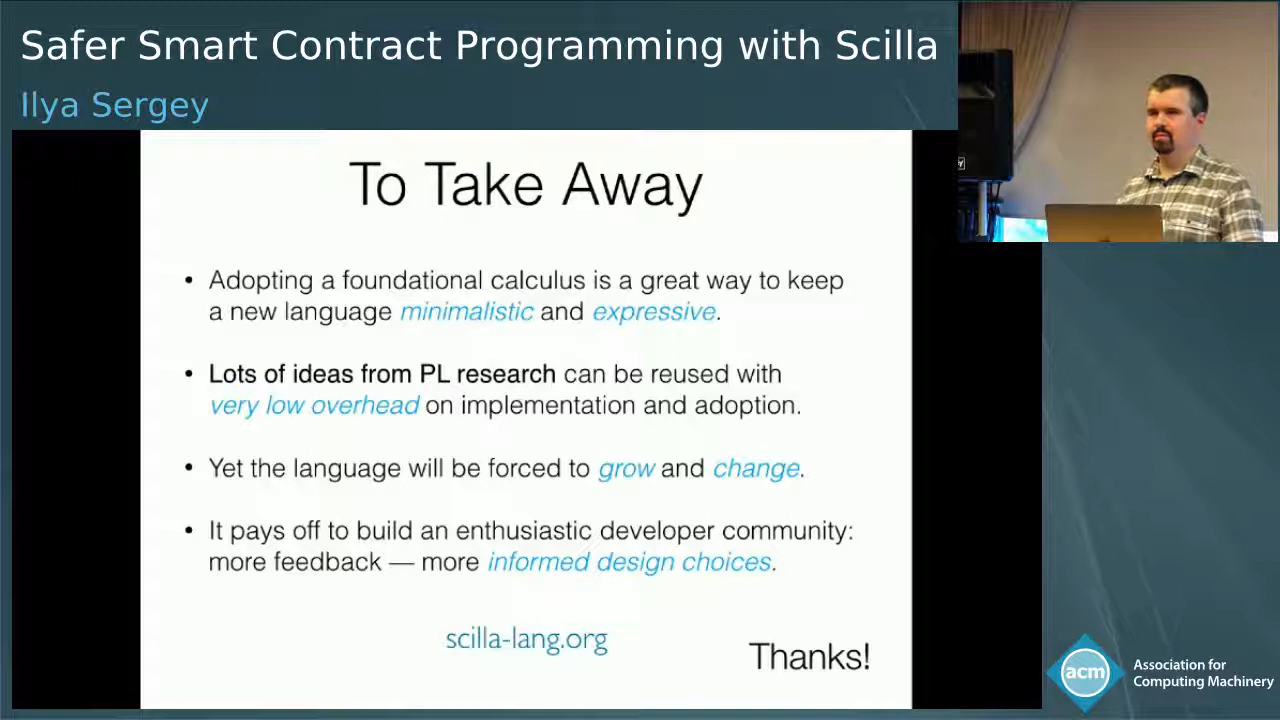 Safer Smart Contract Programming with Scilla
Ilya Sergey
To Take Away
• Adopting a foundational calculus is a great way to keep
a new language minimalistic and expressive.
• Lots of ideas from PL research can be reused with
very low overhead on implementation and adoption.
• Yet the language will be forced to grow and change.
• It pays off to build an enthusiastic developer community:
more feedback — more informed design choices.
scilla-lang.org
Thanks!
acm
Association for
Computing Machinery